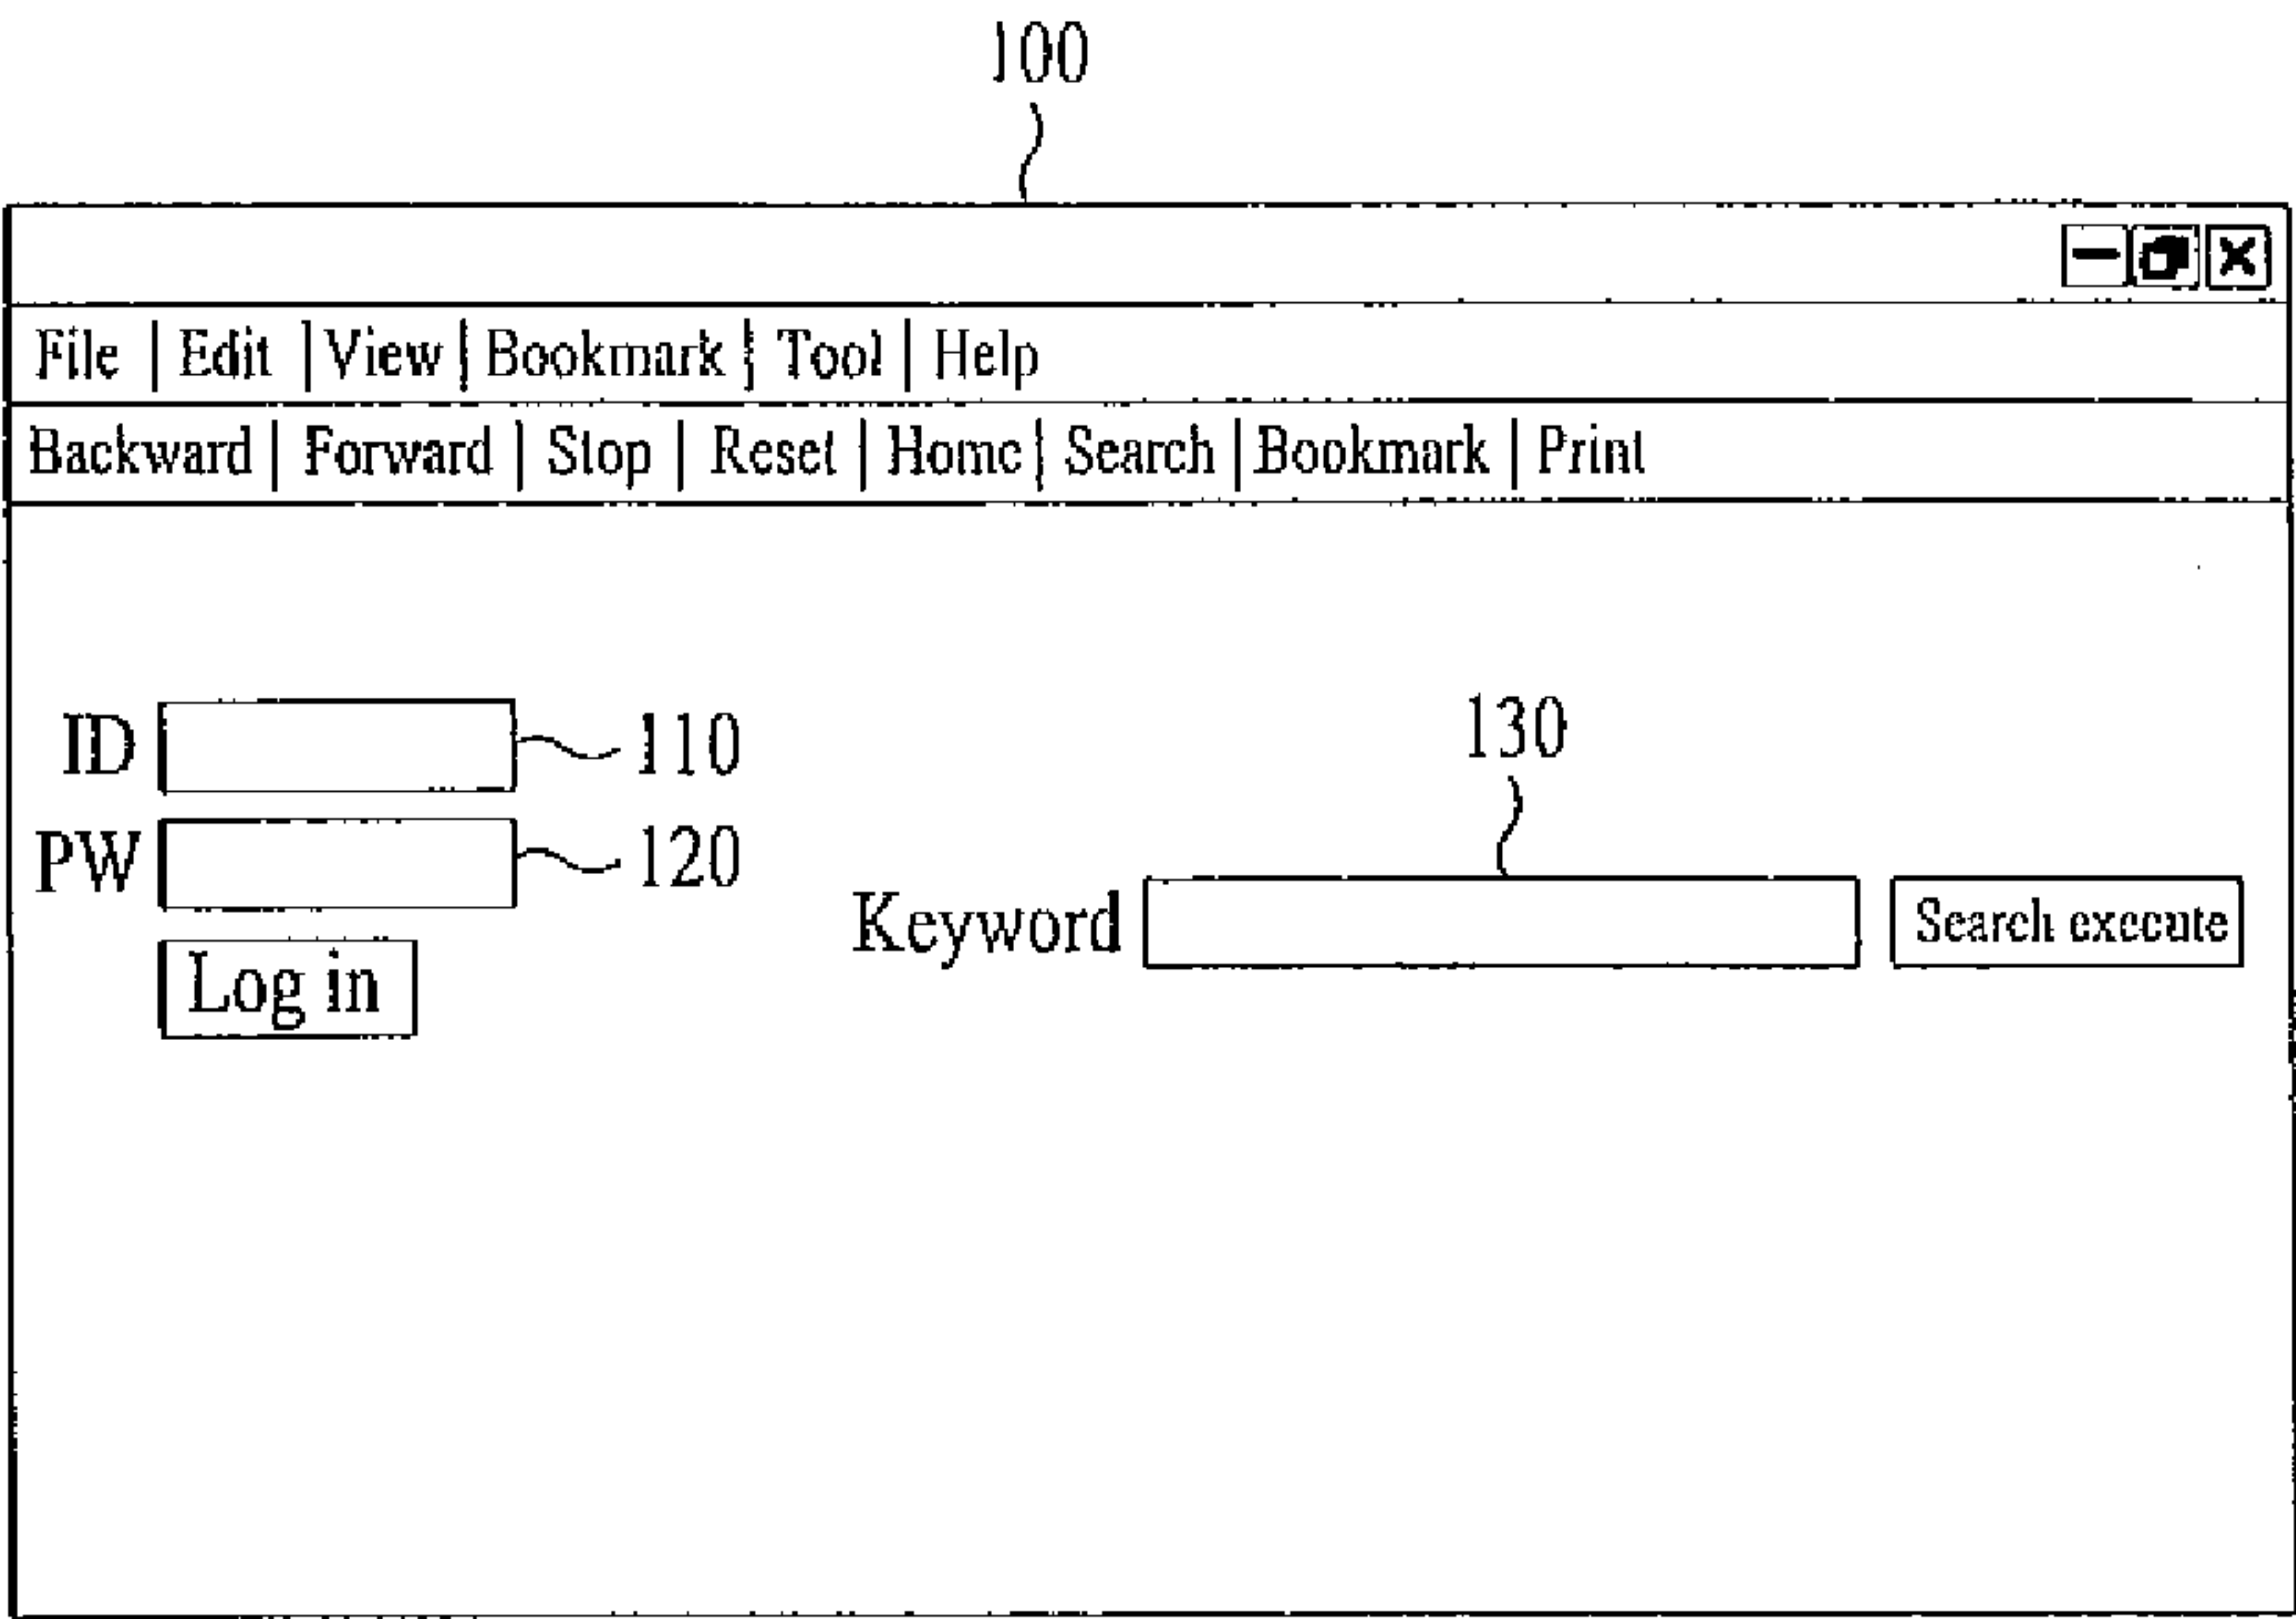 100
File | Edit | View | Bookmark | Tool | Help
Backward | Forward | Stop | Reset | Home | Search | Bookmark | Print
ID 110
130
PW 120
Keyword Search execute
Log in